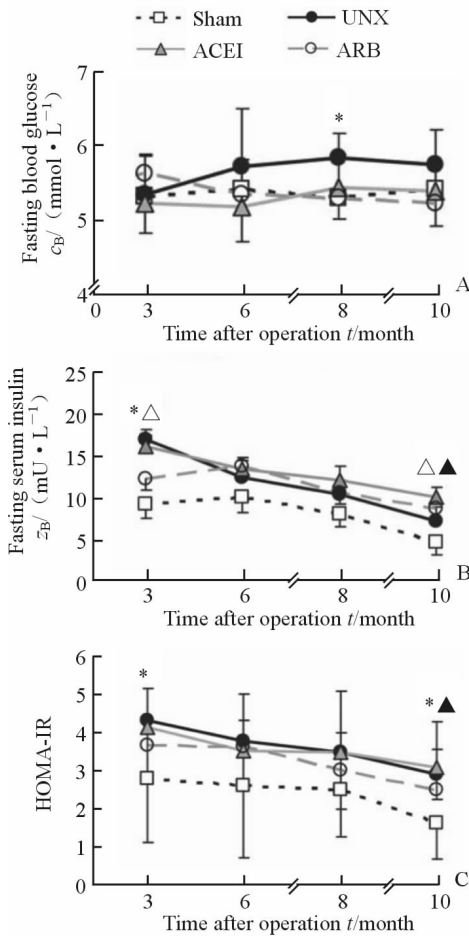 Sham UNX
ACEI ARB
Fasting blood glucose
c_B/ (mmol • L⁻¹)
7
6
5
4
0 3 6 8 10
*
A
Time after operation t/month
Fasting serum insulin
z_B/ (mU • L⁻¹)
25
20
15
10
5
0
* △
△ ▲
3 6 8 10
B
Time after operation t/month
HOMA-IR
6
5
4
3
2
1
0
*
* ▲
3 6 8 10
C
Time after operation t/month